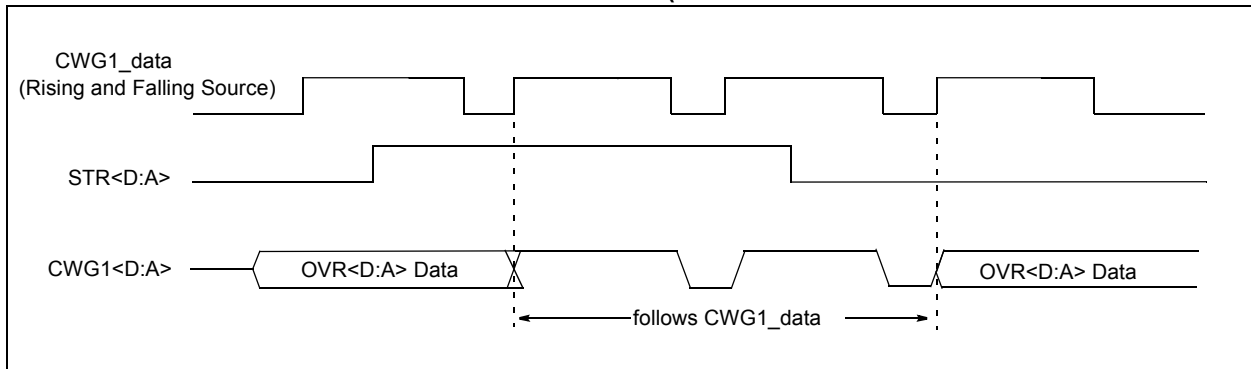 CWG1_data
(Rising and Falling Source)
STR<D:A>
CWG1<D:A>
OVR<D:A> Data
OVR<D:A> Data
follows CWG1_data